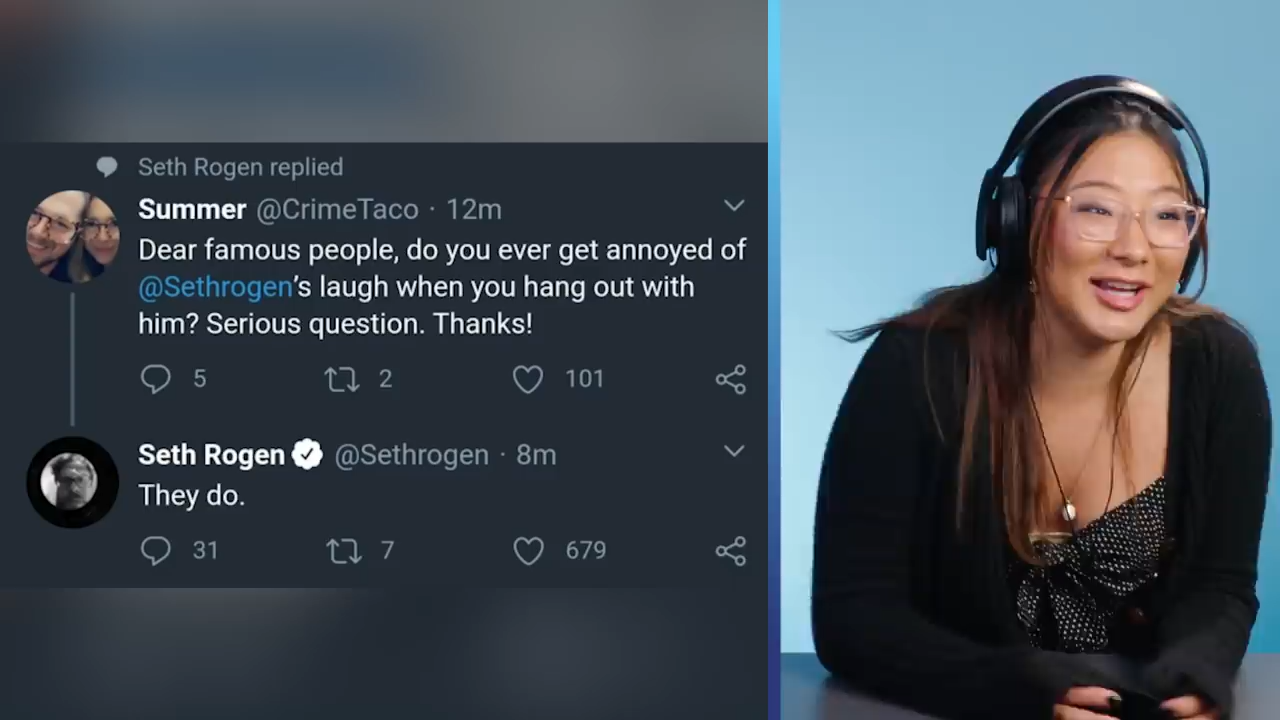 Seth Rogen replied
Summer @CrimeTaco · 12m
Dear famous people, do you ever get annoyed of
@Sethrogen's laugh when you hang out with
him? Serious question. Thanks!
5 2 101
Seth Rogen @Sethrogen · 8m
They do.
31 7 679